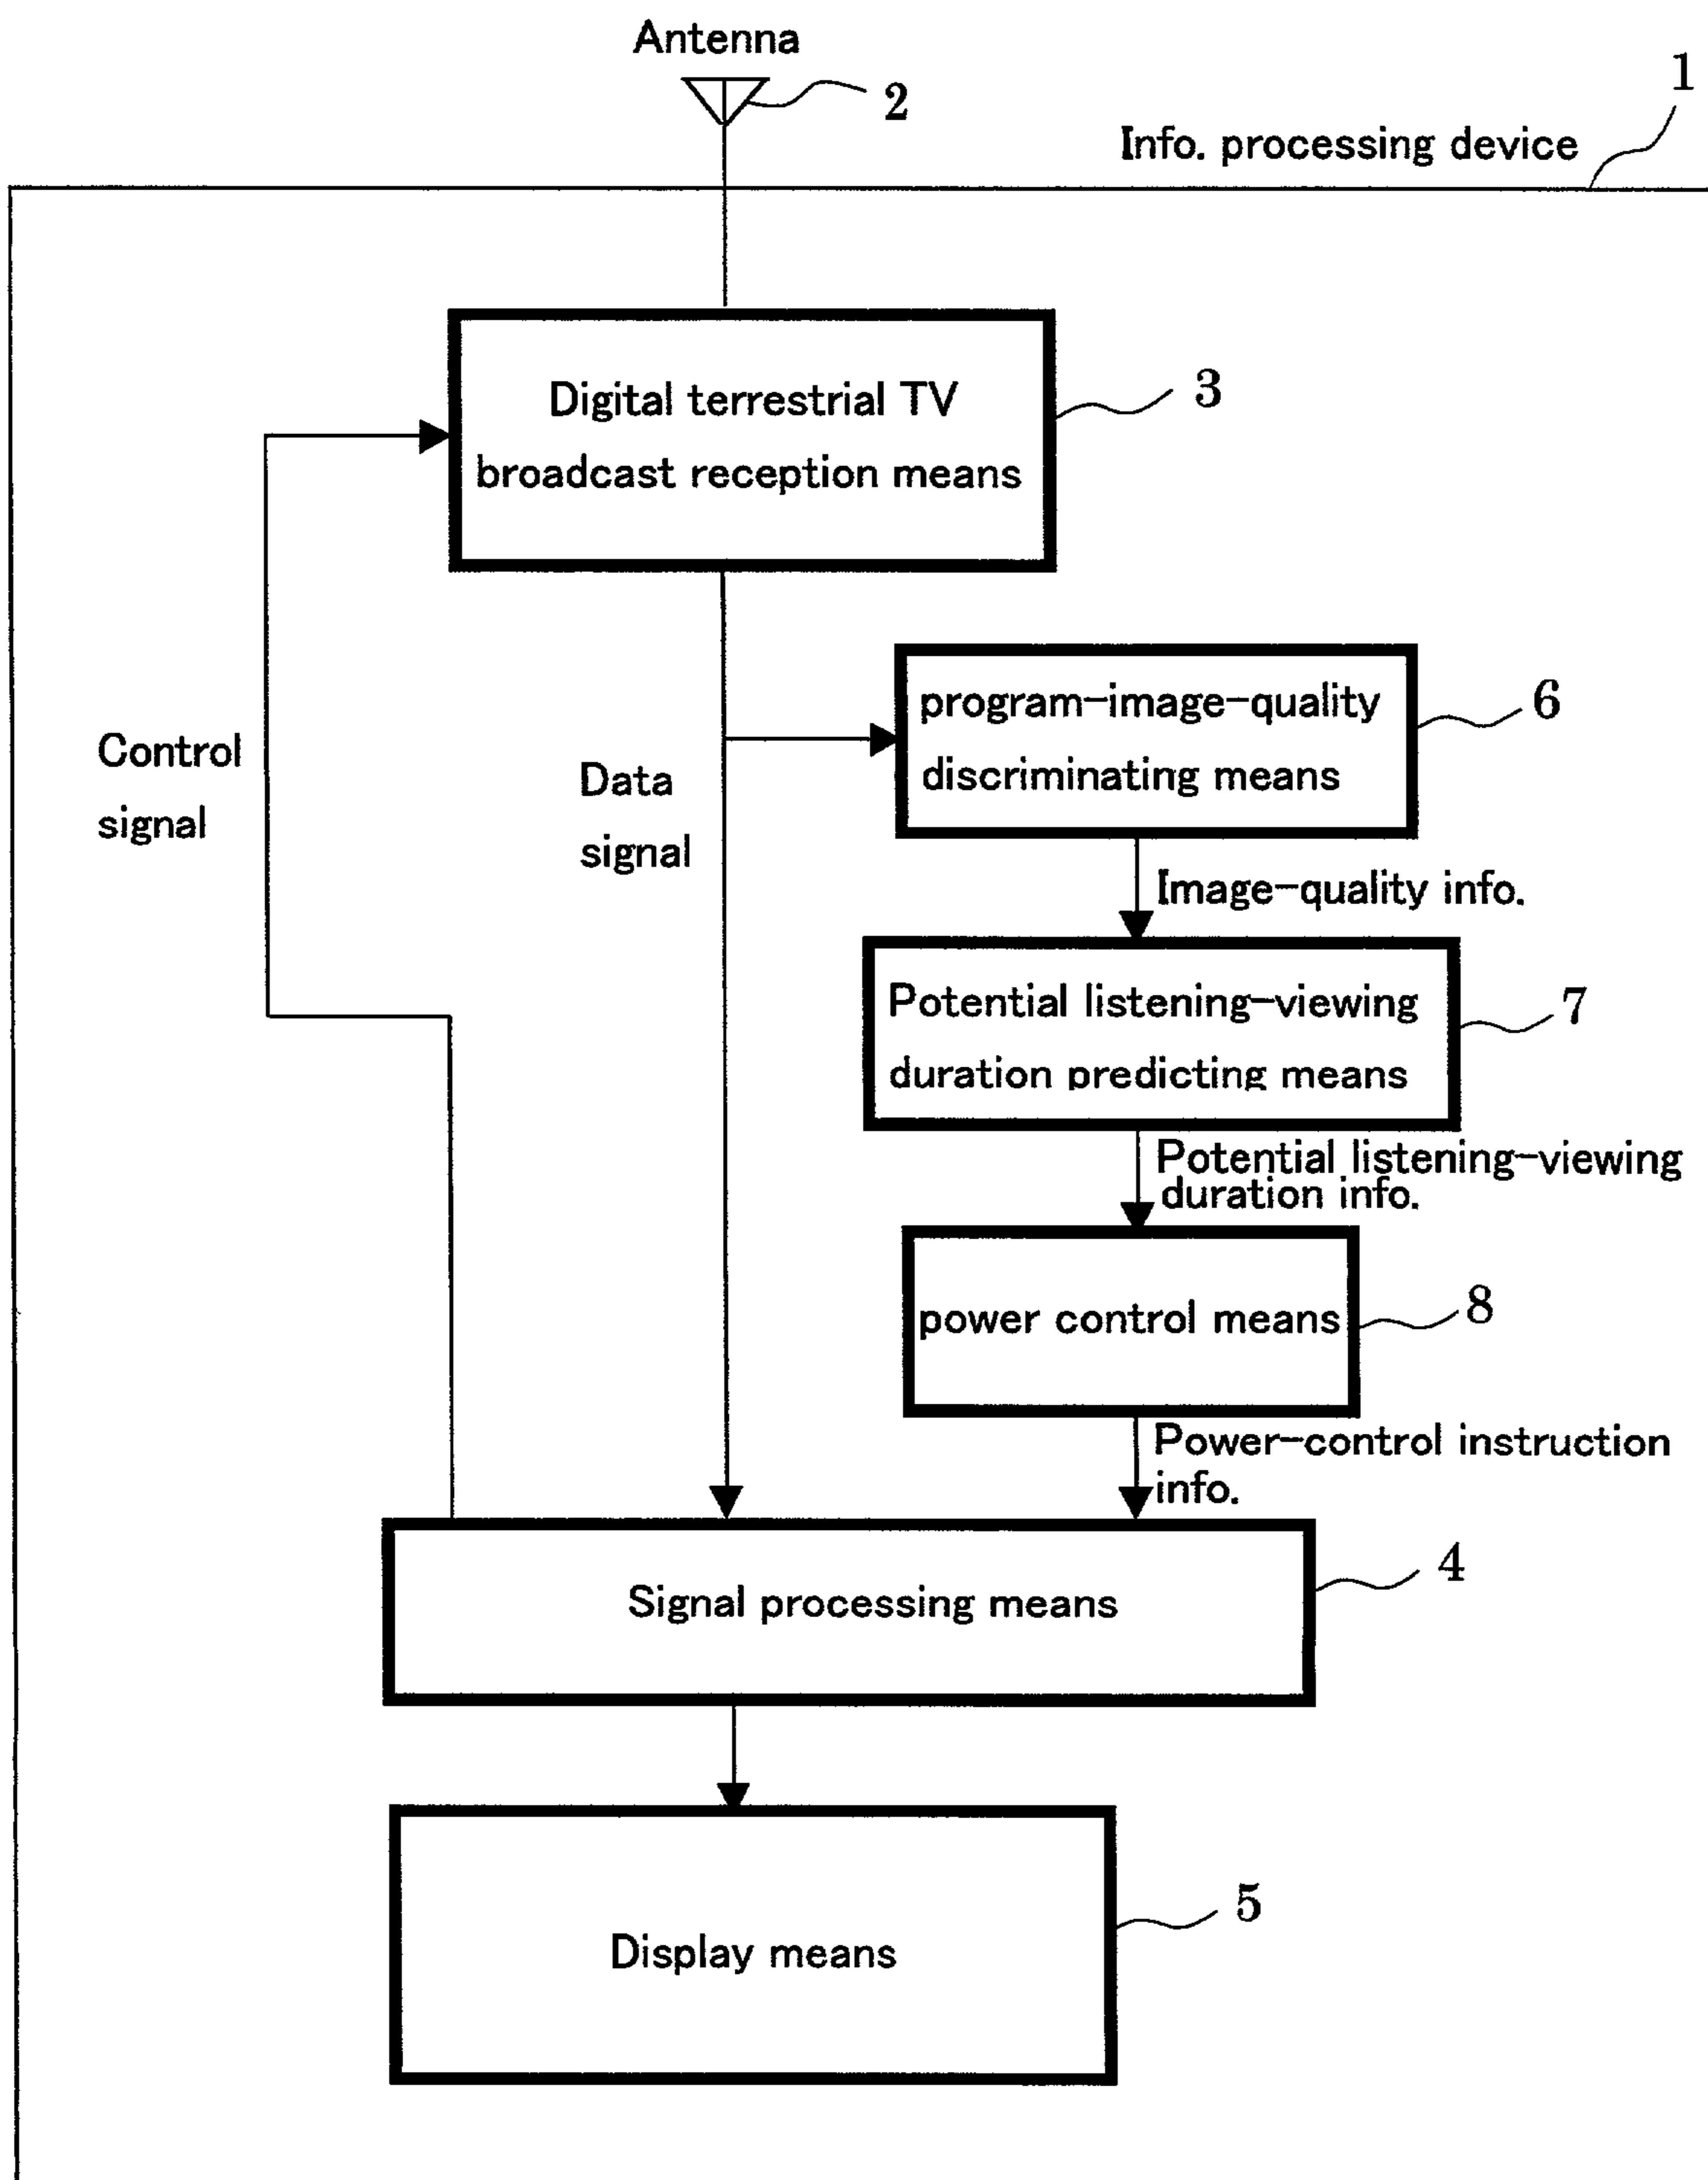 Antenna
2
1
Info. processing device
Digital terrestrial TV
broadcast reception means
3
program-image-quality
discriminating means
6
Control
signal
Data
signal
Image-quality info.
Potential listening-viewing
duration predicting means
7
Potential listening-viewing
duration info.
power control means
8
Power-control instruction
info.
Signal processing means
4
Display means
5